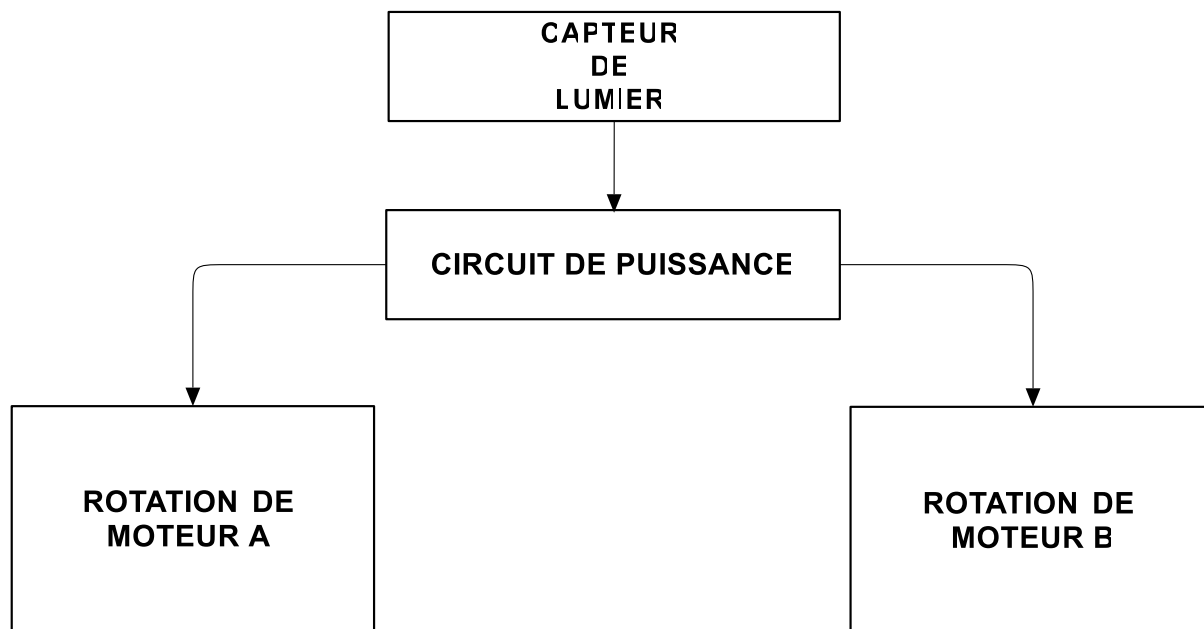 CAPTEUR
DE
LUMIER
CIRCUIT DE PUISSANCE
ROTATION DE
MOTEUR A
ROTATION DE
MOTEUR B